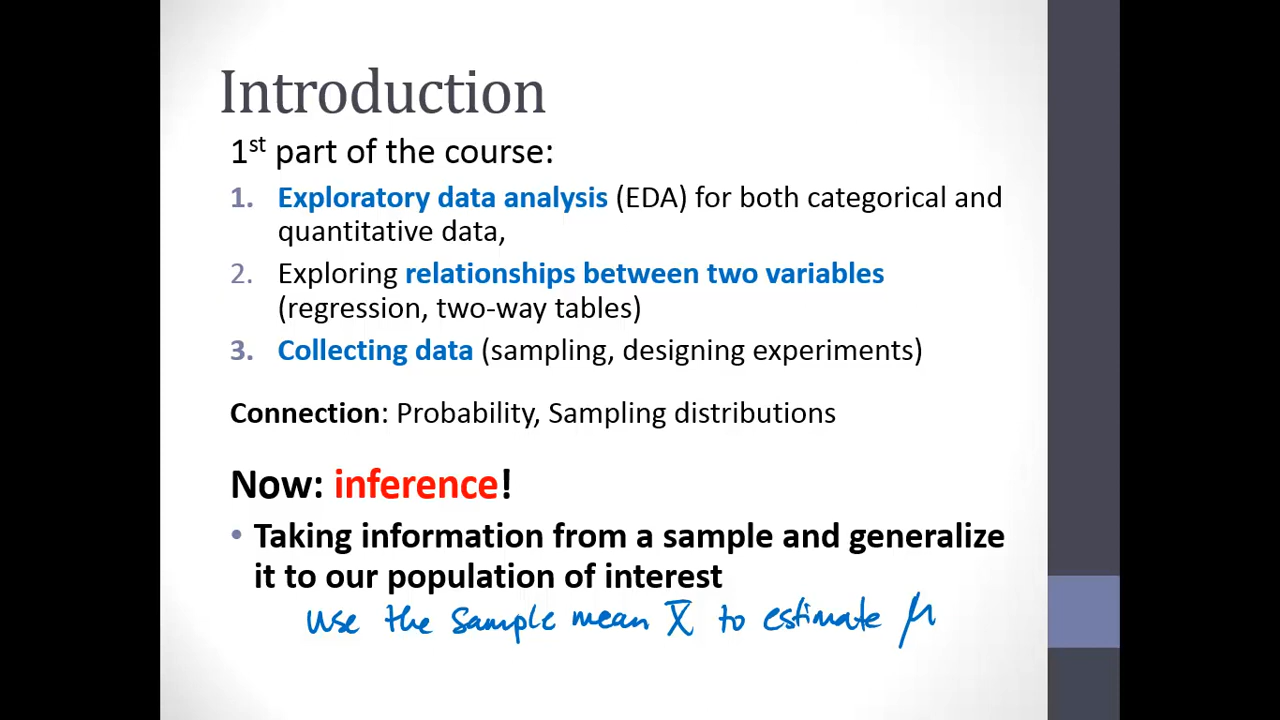 Introduction
1st part of the course:
1. Exploratory data analysis (EDA) for both categorical and
quantitative data,
2. Exploring relationships between two variables
(regression, two-way tables)
3. Collecting data (sampling, designing experiments)
Connection: Probability, Sampling distributions
Now: inference!
• Taking information from a sample and generalize
it to our population of interest
Use the sample mean X̅ to estimate μ